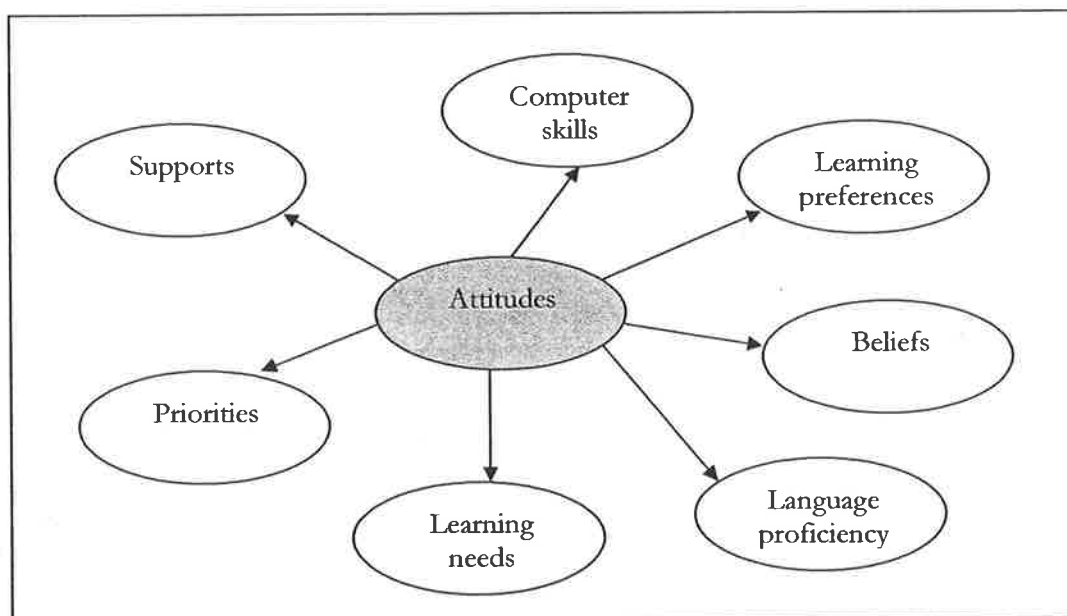 Computer
skills
Supports
Learning
preferences
Attitudes
Beliefs
Priorities
Language
proficiency
Learning
needs